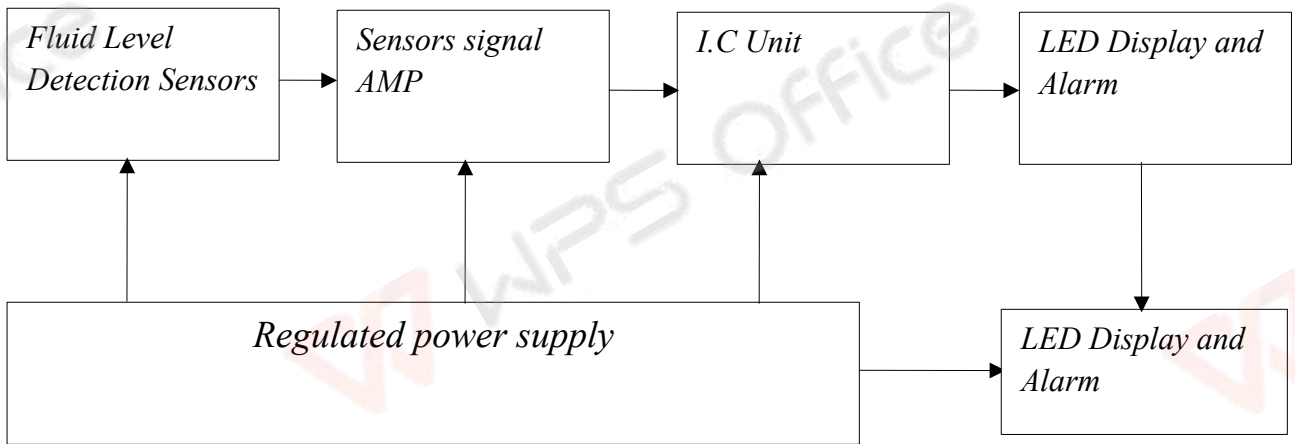 Fluid Level
Detection Sensors
Sensors signal
AMP
I.C Unit
LED Display and
Alarm
Regulated power supply
LED Display and
Alarm
ice
WPS Office